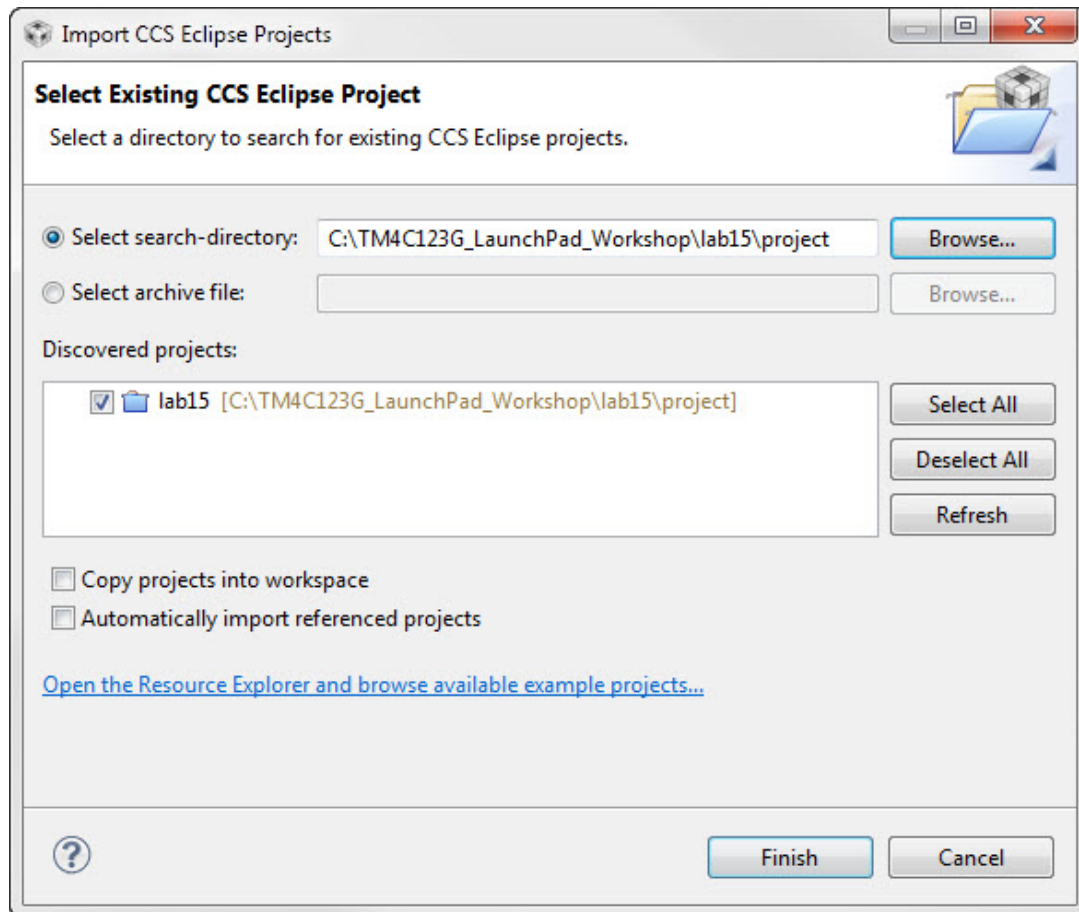 Import CCS Eclipse Projects
Select Existing CCS Eclipse Project
Select a directory to search for existing CCS Eclipse projects.
Select search-directory: C:\TM4C123G_LaunchPad_Workshop\lab15\project Browse...
Select archive file: Browse...
Discovered projects:
lab15 [C:\TM4C123G_LaunchPad_Workshop\lab15\project] Select All
Deselect All
Refresh
Copy projects into workspace
Automatically import referenced projects
Open the Resource Explorer and browse available example projects...
? Finish Cancel